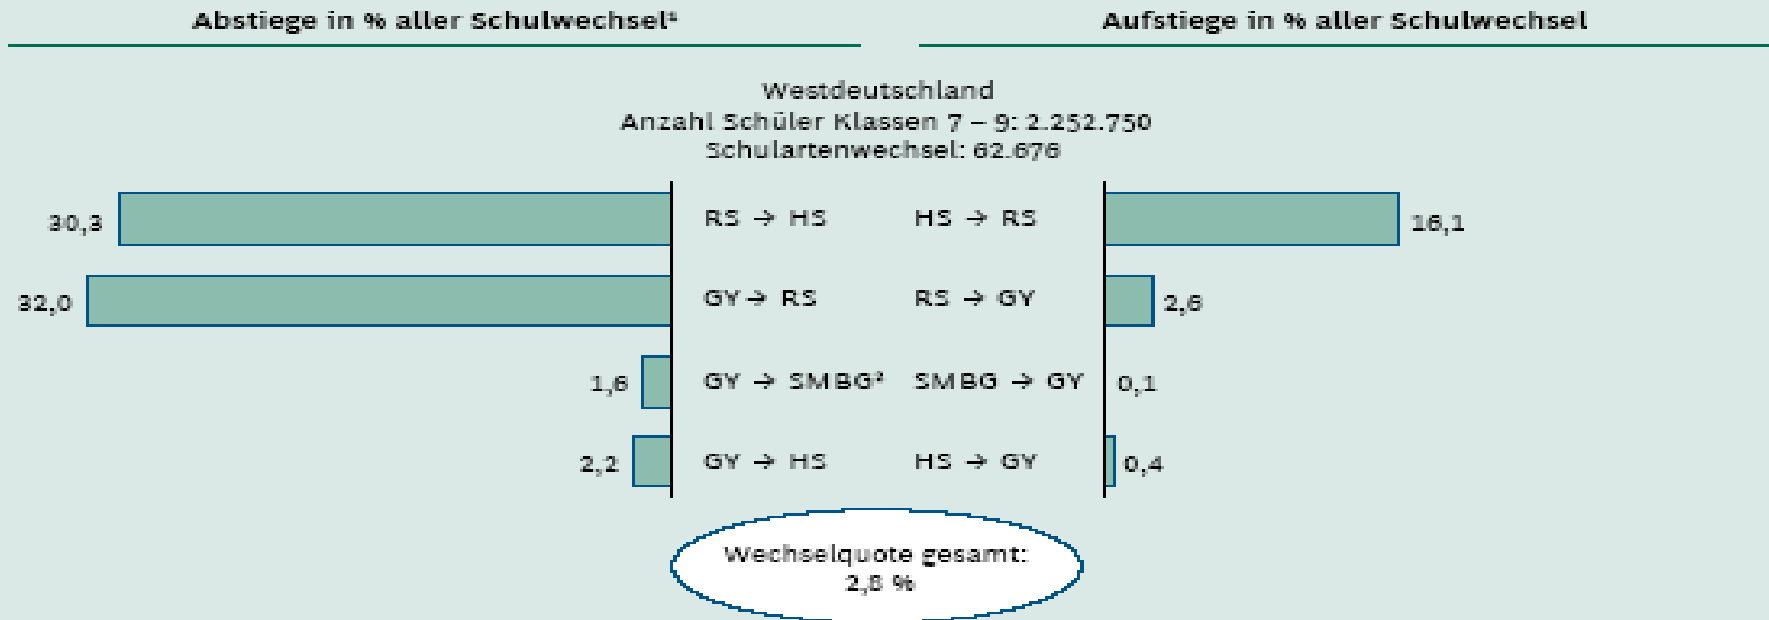 Abstiege in % aller Schulwechsel¹
Aufstiege in % aller Schulwechsel
Westdeutschland
Anzahl Schüler Klassen 7 – 9: 2.252.750
Schulartenwechsel: 62.676
30,3 RS → HS HS → RS 16,1
32,0 GY → RS RS → GY 2,6
1,6 GY → SMBG² SMBG → GY 0,1
2,2 GY → HS HS → GY 0,4
Wechselquote gesamt:
2,8 %